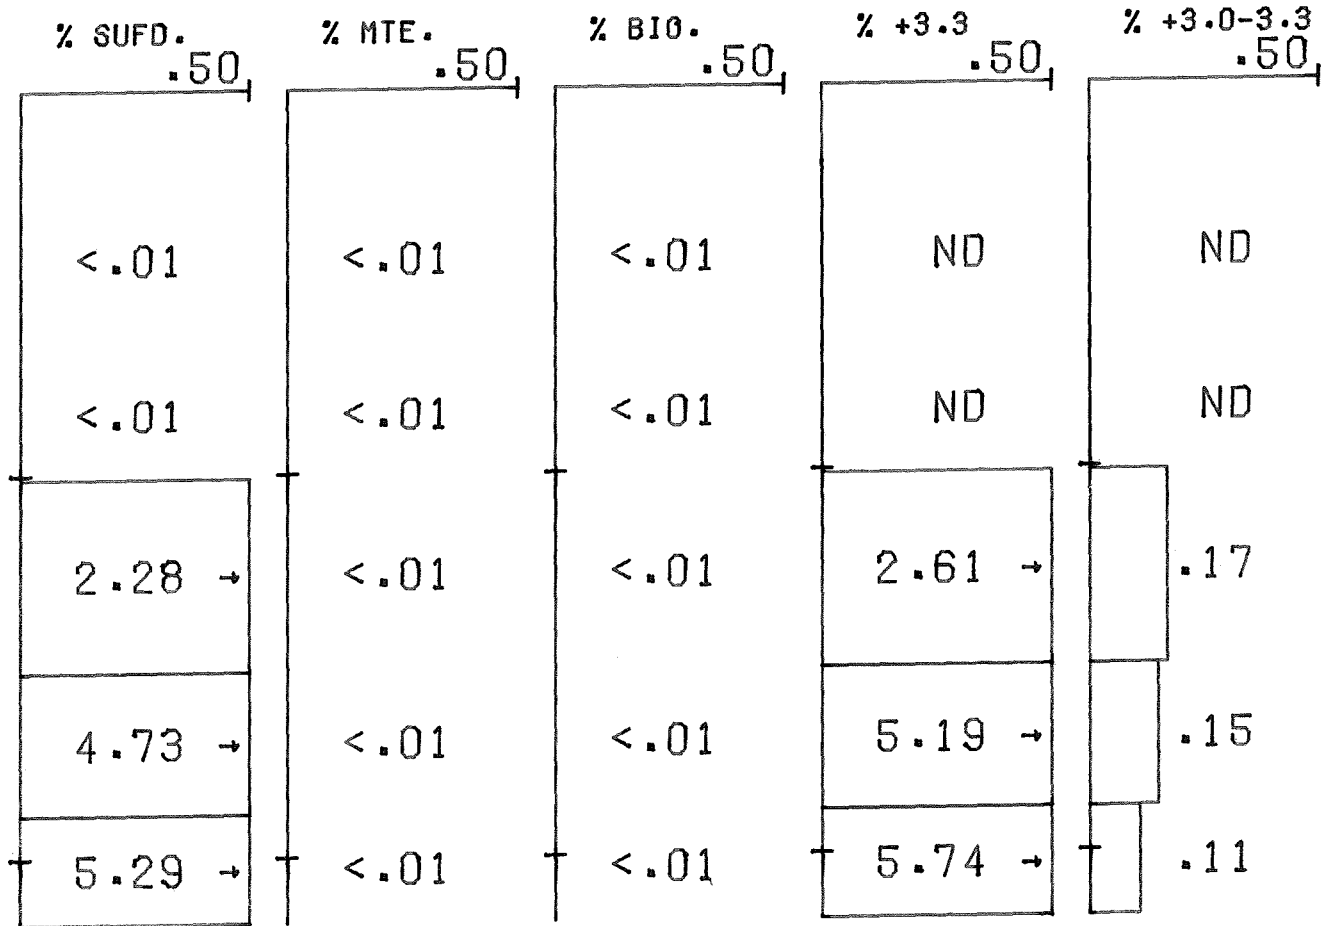 % SUFD. % MTE. % BIO. % +3.3 % +3.0-3.3
.50 .50 .50 .50 .50
<.01 <.01 <.01 ND ND
<.01 <.01 <.01 ND ND
2.28 → <.01 <.01 2.61 → .17
4.73 → <.01 <.01 5.19 → .15
5.29 → <.01 <.01 5.74 → .11